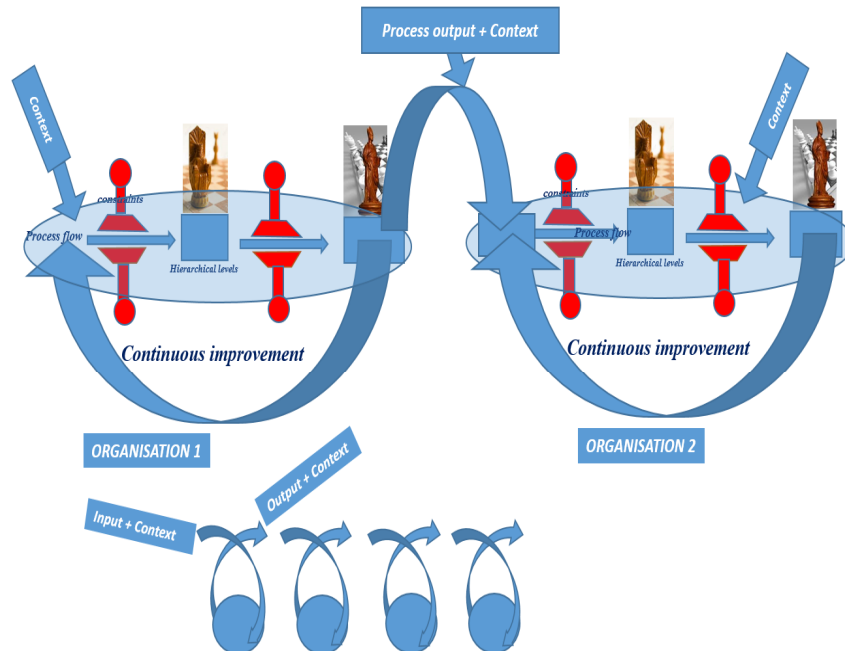 Process output + Context
Context
Context
constraints
constraints
Process flow
Process flow
Hierarchical levels
Hierarchical levels
Continuous improvement
Continuous improvement
ORGANISATION 1
ORGANISATION 2
Input + Context
Output + Context